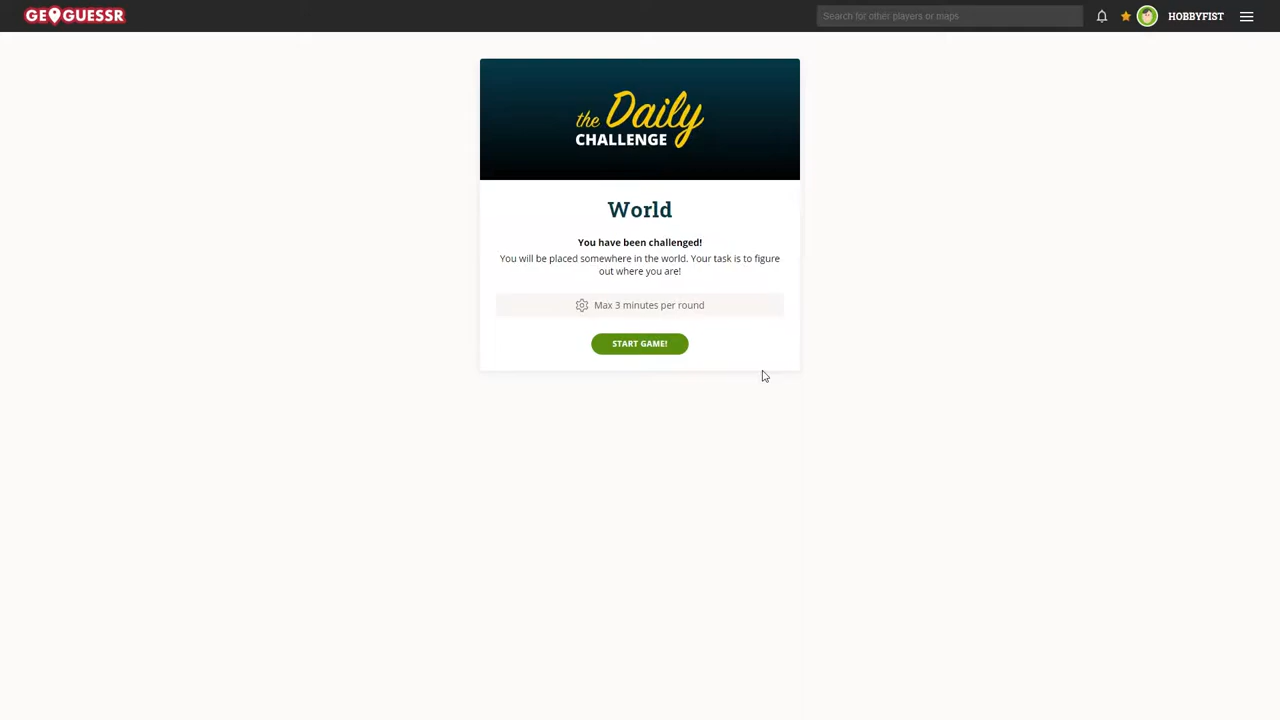 GEOGUESSR
Search for other players or maps
HOBBYFIST
the Daily
CHALLENGE
World
You have been challenged!
You will be placed somewhere in the world. Your task is to figure
out where you are!
Max 3 minutes per round
START GAME!